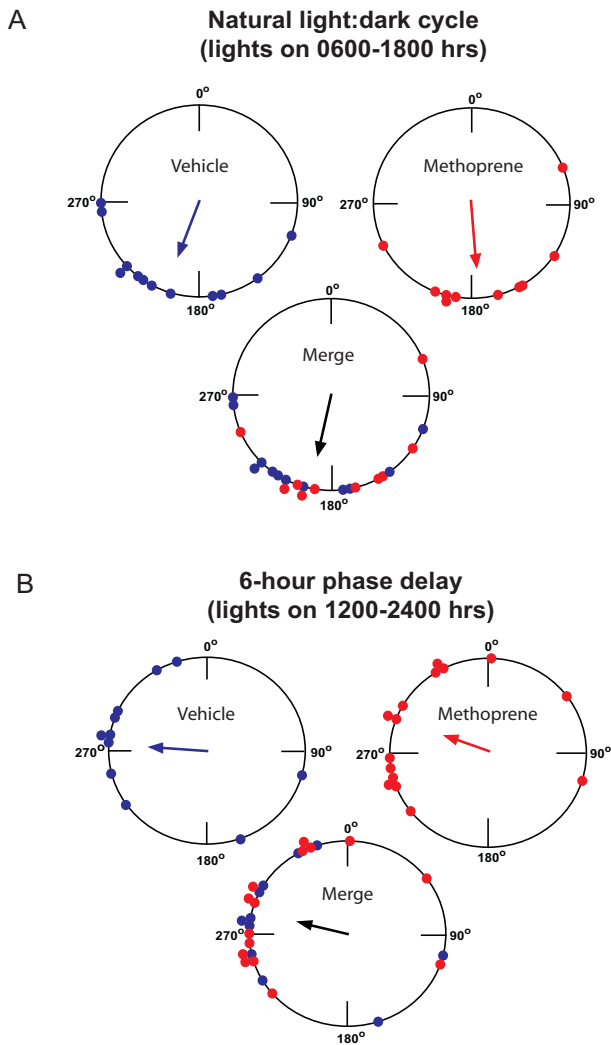 A
Natural light:dark cycle
(lights on 0600-1800 hrs)
0°
Vehicle
270°
90°
180°
0°
Methoprene
270°
90°
180°
0°
Merge
270°
90°
180°
B
6-hour phase delay
(lights on 1200-2400 hrs)
0°
Vehicle
270°
90°
180°
0°
Methoprene
270°
90°
180°
0°
Merge
270°
90°
180°